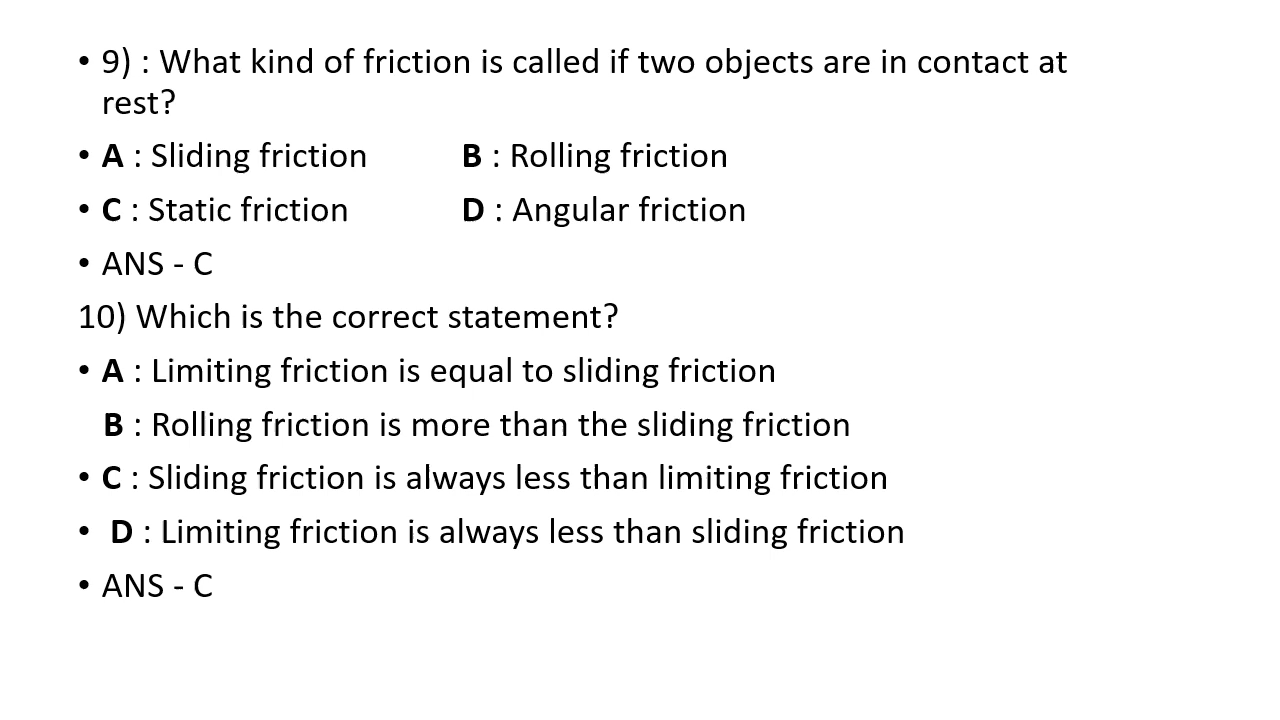 • 9) : What kind of friction is called if two objects are in contact at
rest?
• A : Sliding friction B : Rolling friction
• C : Static friction D : Angular friction
• ANS - C
10) Which is the correct statement?
• A : Limiting friction is equal to sliding friction
B : Rolling friction is more than the sliding friction
• C : Sliding friction is always less than limiting friction
• D : Limiting friction is always less than sliding friction
• ANS - C